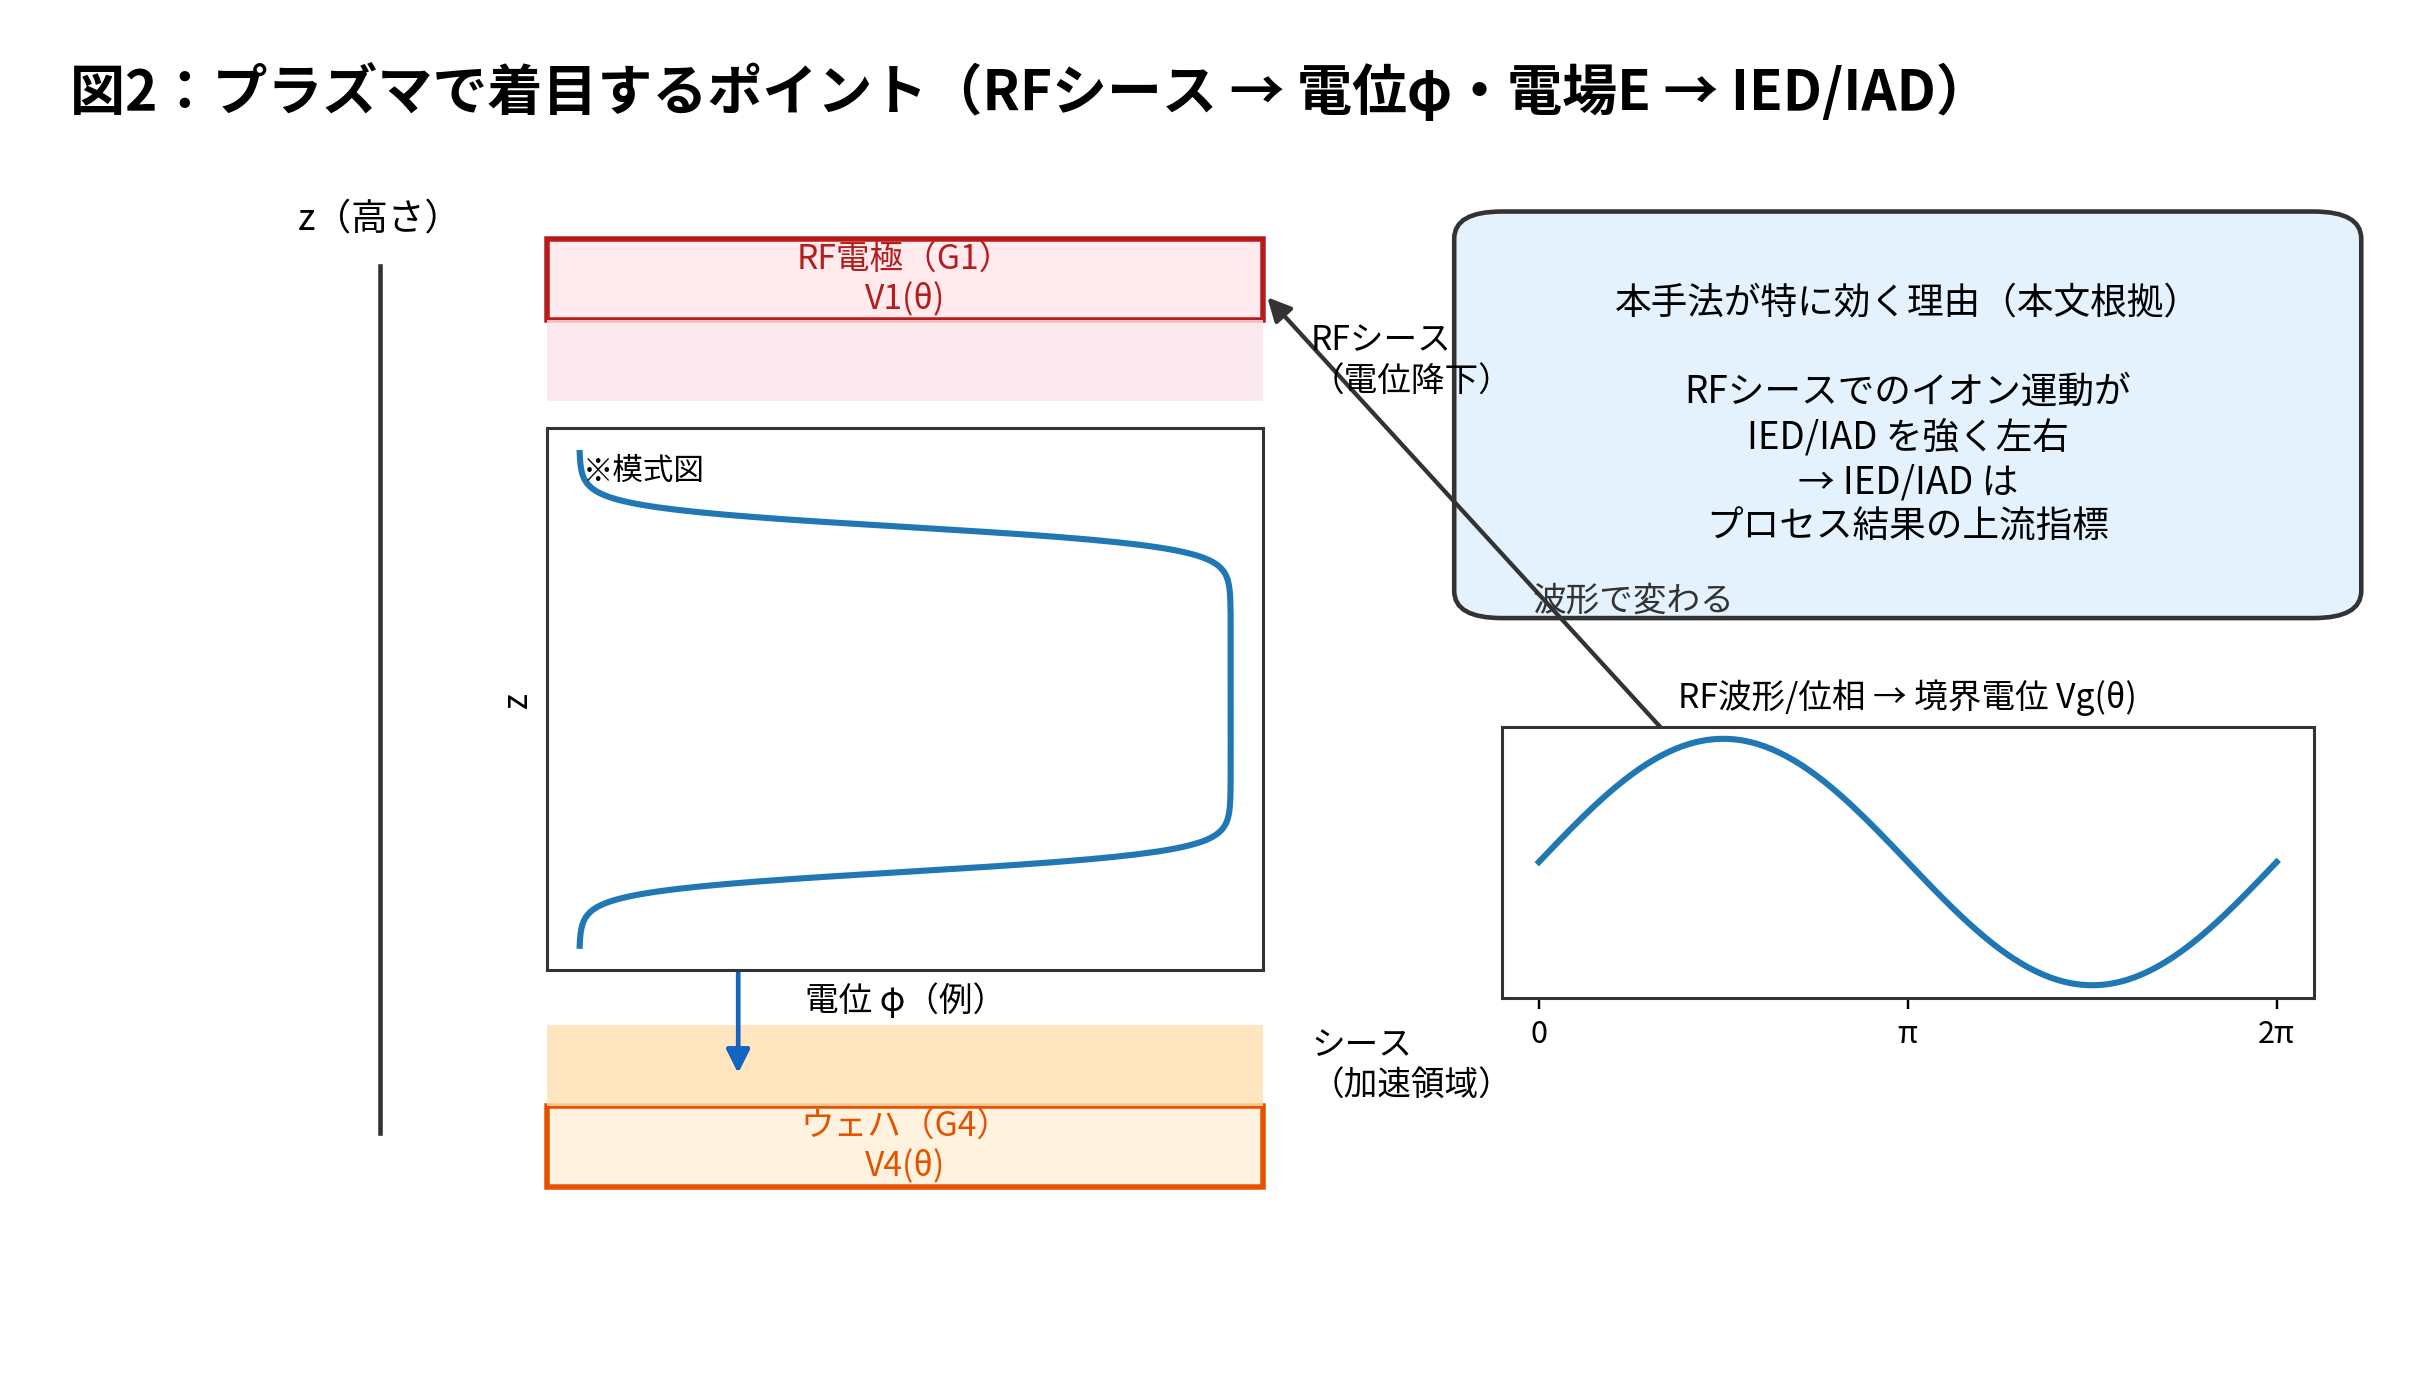 図2：プラズマで着目するポイント（RFシース → 電位φ・電場E → IED/IAD）
z（高さ）
RF電極（G1）
V1(θ)
RFシース
（電位降下）
※模式図
z
電位 φ（例）
シース
（加速領域）
ウェハ（G4）
V4(θ)
本手法が特に効く理由（本文根拠）
RFシースでのイオン運動が
IED/IAD を強く左右
→ IED/IAD は
プロセス結果の上流指標
波形で変わる
RF波形/位相 → 境界電位 Vg(θ)
0 π 2π